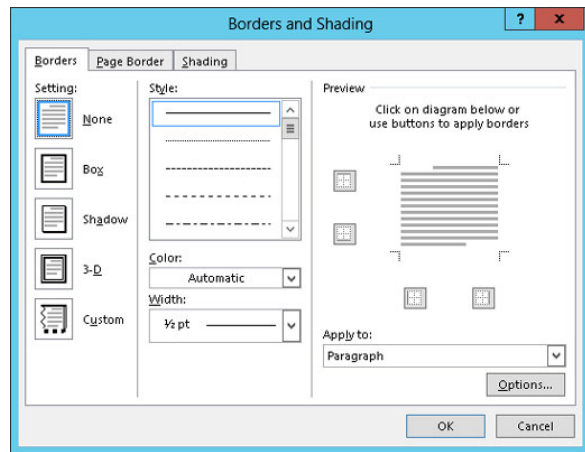 Borders and Shading
? x
Borders Page Border Shading
Setting:
None
Box
Shadow
3-D
Custom
Style:
Color:
Automatic
Width:
½ pt
Preview
Click on diagram below or
use buttons to apply borders
Apply to:
Paragraph
Options...
OK Cancel